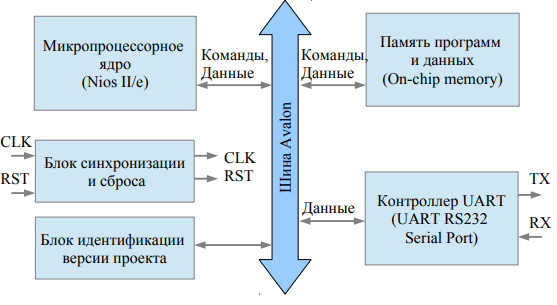 Микропроцессорное
ядро
(Nios II/e)
Команды,
Данные
Команды,
Данные
Память программ
и данных
(On-chip memory)
Шина Avalon
CLK
RST
Блок синхронизации
и сброса
CLK
RST
Контроллер UART
(UART RS232
Serial Port)
TX
RX
Данные
Блок идентификации
версии проекта